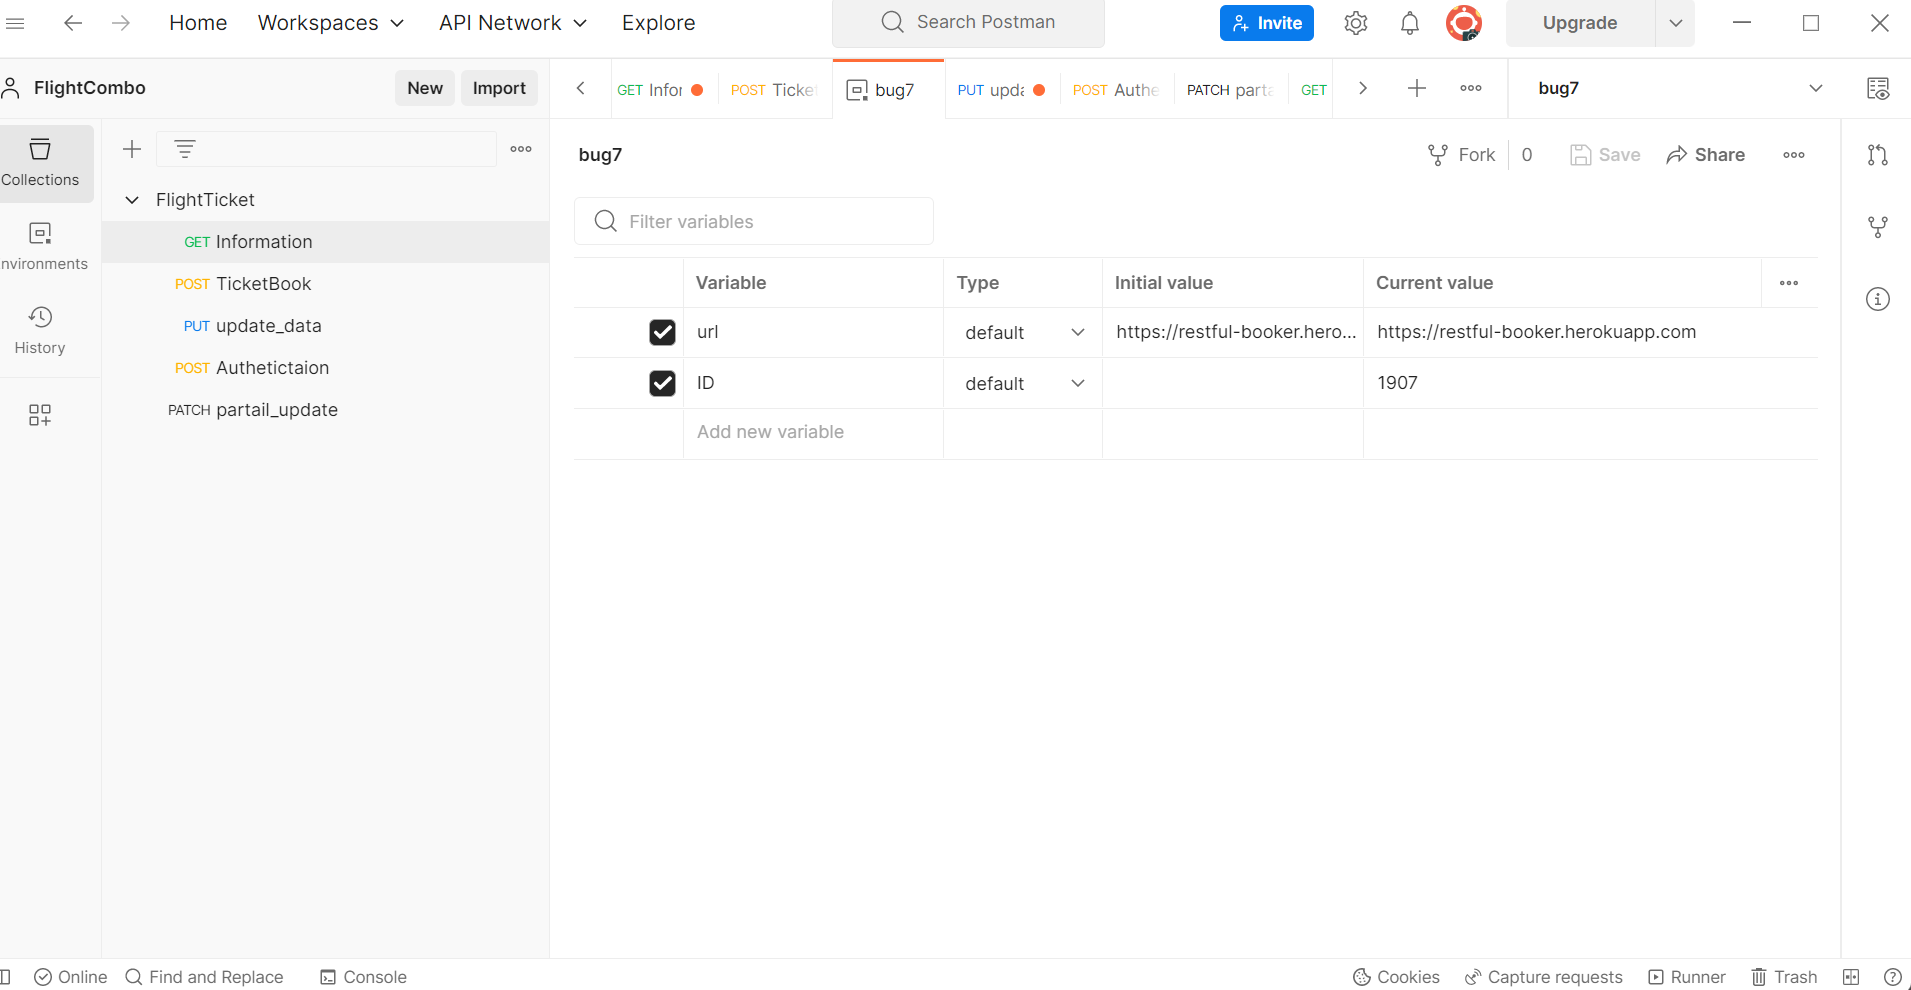 Home Workspaces API Network Explore Search Postman Invite Upgrade
FlightCombo New Import GET Infor POST Ticke bug7 PUT upda POST Authe PATCH parta GET bug7
Collections
bug7 Fork 0 Save Share
FlightTicket
Filter variables
GET Information
nvironments
Variable Type Initial value Current value
POST TicketBook
PUT update_data
url default https://restful-booker.hero... https://restful-booker.herokuapp.com
History
POST Authetictaion
ID default 1907
PATCH partail_update
Add new variable
Online Find and Replace Console Cookies Capture requests Runner Trash